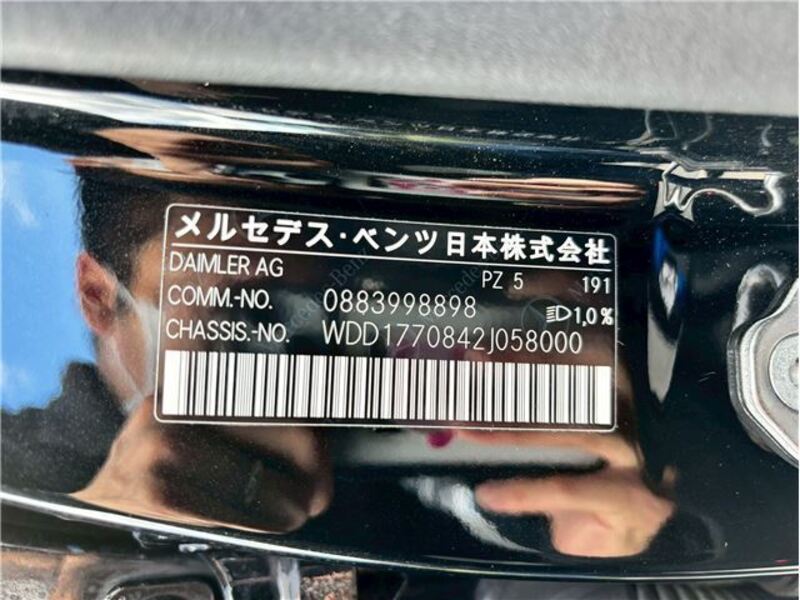 メルセデス・ベンツ日本株式会社
DAIMLER AG
PZ 5 191
COMM.-NO. 0883998898
1,0%
CHASSIS.-NO. WDD1770842J058000